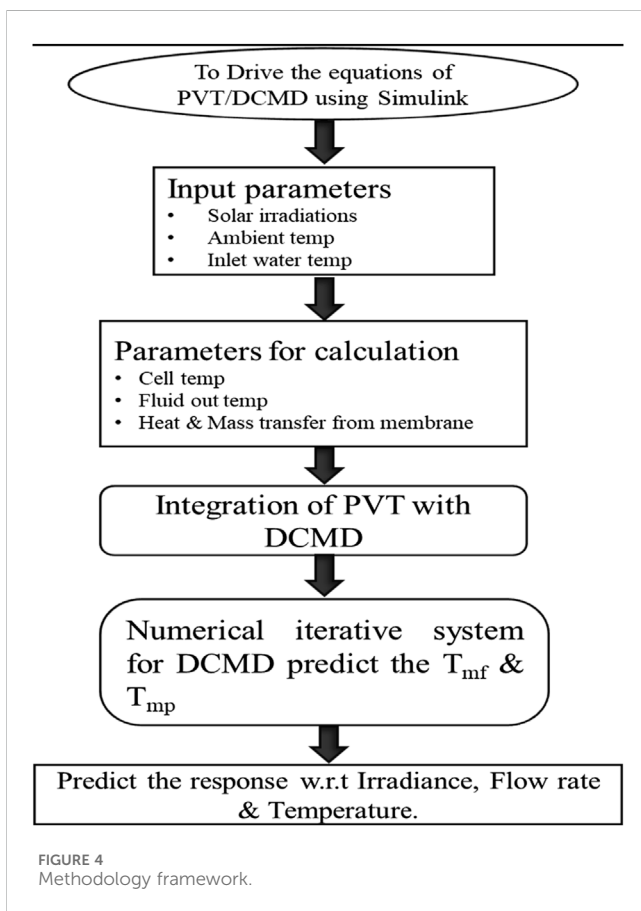 To Drive the equations of
PVT/DCMD using Simulink
Input parameters
• Solar irradiations
• Ambient temp
• Inlet water temp
Parameters for calculation
• Cell temp
• Fluid out temp
• Heat & Mass transfer from membrane
Integration of PVT with
DCMD
Numerical iterative system
for DCMD predict the Tmf &
Tmp
Predict the response w.r.t Irradiance, Flow rate
& Temperature.
FIGURE 4
Methodology framework.